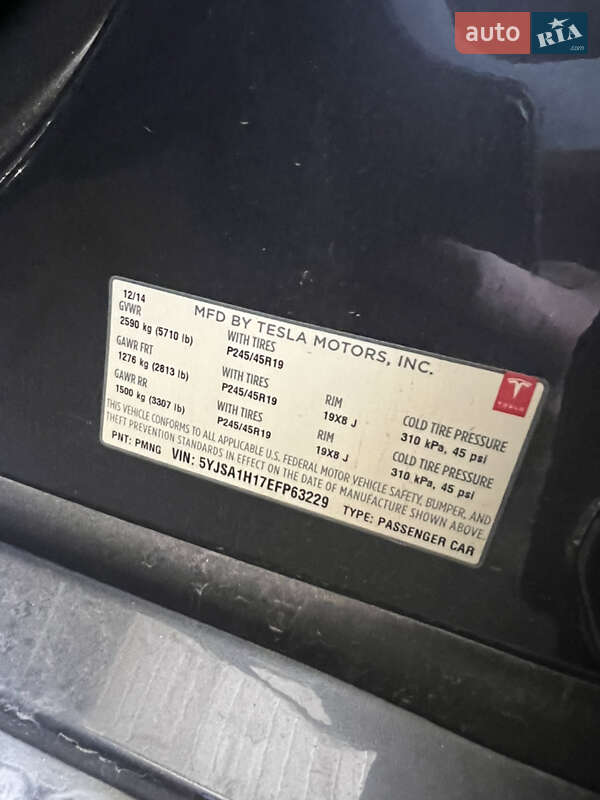 auto RIA
.com
12/14
MFD BY TESLA MOTORS, INC.
GVWR
2590 kg (5710 lb) WITH TIRES
GAWR FRT P245/45R19
1276 kg (2813 lb) WITH TIRES RIM COLD TIRE PRESSURE
GAWR RR P245/45R19 19X8 J 310 kPa, 45 psi
1500 kg (3307 lb) WITH TIRES RIM COLD TIRE PRESSURE
P245/45R19 19X8 J 310 kPa, 45 psi
THIS VEHICLE CONFORMS TO ALL APPLICABLE U.S. FEDERAL MOTOR VEHICLE SAFETY, BUMPER, AND
THEFT PREVENTION STANDARDS IN EFFECT ON THE DATE OF MANUFACTURE SHOWN ABOVE.
PNT: PMNG VIN: 5YJSA1H17EFP63229 TYPE: PASSENGER CAR
TESLA